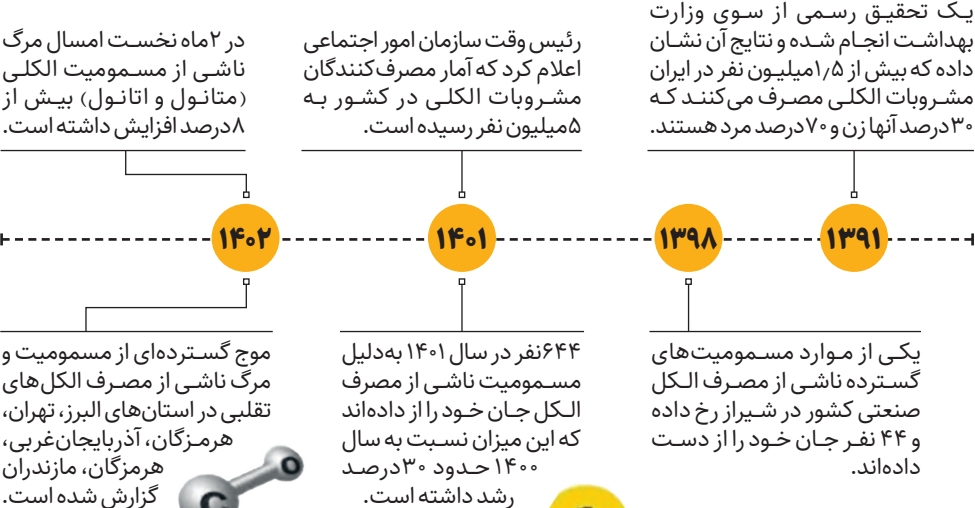 یک تحقیق رسمی از سوی وزارت
بهداشت انجام شده و نتایج آن نشان
داده که بیش از ۱٫۵میلیون نفر در ایران
مشروبات الکلی مصرف می‌کنند که
۳۰درصد آنها زن و ۷۰درصد مرد هستند.
رئیس وقت سازمان امور اجتماعی
اعلام کرد که آمار مصرف‌کنندگان
مشروبات الکلی در کشور به
۵میلیون نفر رسیده است.
در ۲ماه نخست امسال مرگ
ناشی از مسمومیت الکلی
(متانول و اتانول) بیش از
۸درصد افزایش داشته است.
۱۳۹۱
۱۳۹۸
۱۴۰۱
۱۴۰۲
یکی از موارد مسمومیت‌های
گسترده ناشی از مصرف الکل
صنعتی کشور در شیراز رخ داده
و ۴۴ نفر جان خود را از دست
داده‌اند.
۶۴۴نفر در سال ۱۴۰۱ به‌دلیل
مسمومیت ناشی از مصرف
الکل جان خود را از داده‌اند
که این میزان نسبت به سال
۱۴۰۰ حدود ۳۰درصد
رشد داشته است.
موج گسترده‌ای از مسمومیت و
مرگ ناشی از مصرف الکل‌های
تقلبی در استان‌های البرز، تهران،
هرمزگان، آذربایجان‌غربی،
هرمزگان، مازندران
گزارش شده است.
C
O